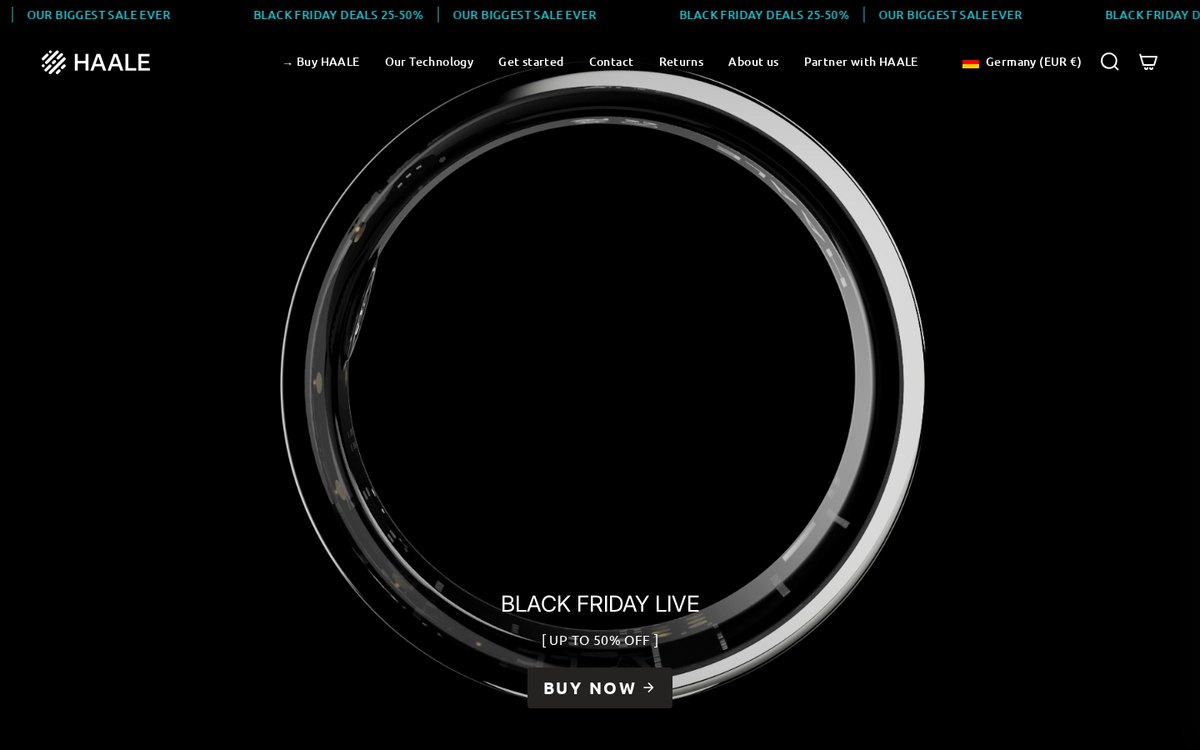 OUR BIGGEST SALE EVER
BLACK FRIDAY DEALS 25-50%
OUR BIGGEST SALE EVER
BLACK FRIDAY DEALS 25-50%
OUR BIGGEST SALE EVER
BLACK FRIDAY D
HAALE
→ Buy HAALE
Our Technology
Get started
Contact
Returns
About us
Partner with HAALE
Germany (EUR €)
BLACK FRIDAY LIVE
[ UP TO 50% OFF ]
BUY NOW →